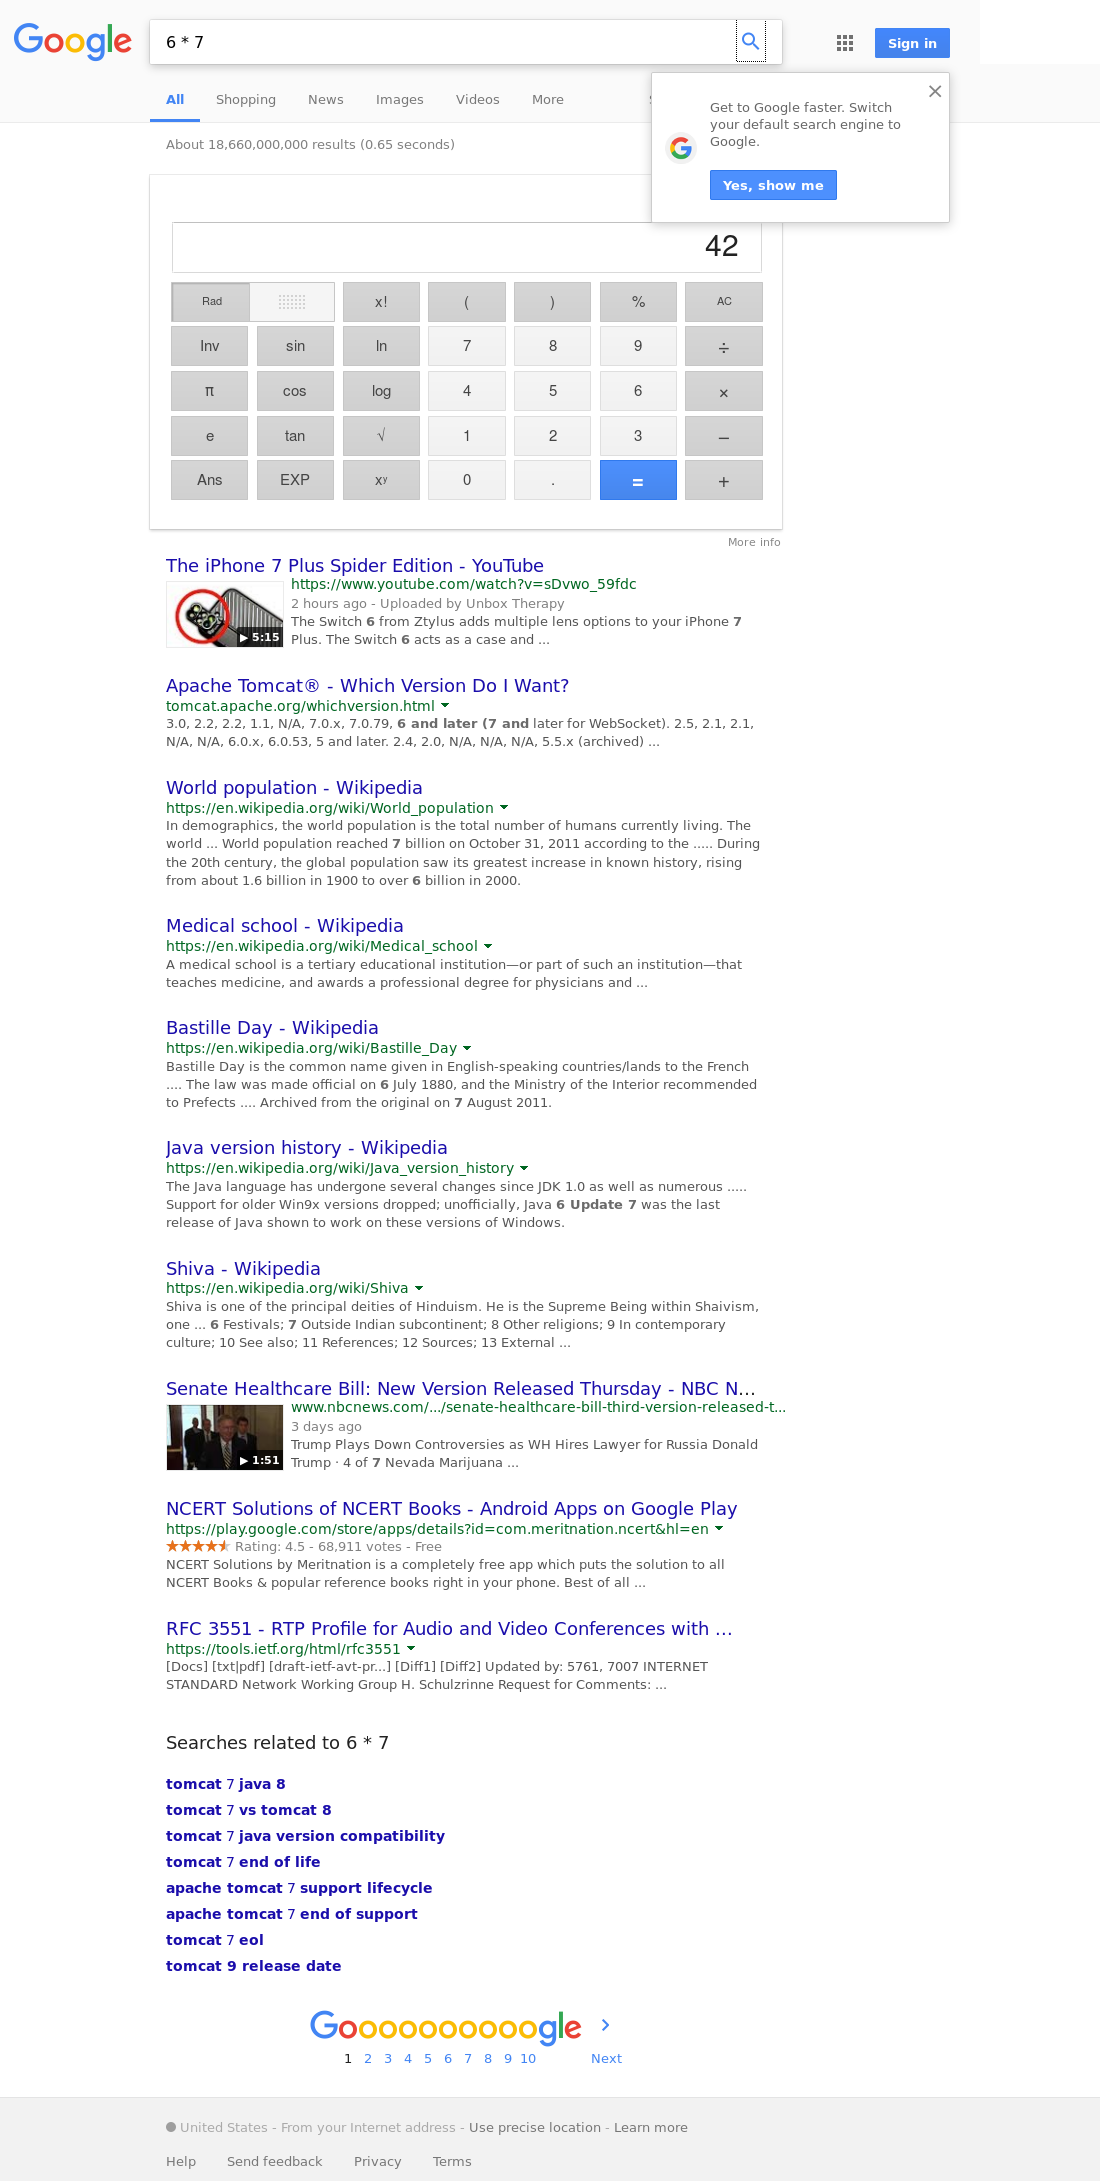 Google
6 * 7
Sign in
All Shopping News Images Videos More
Get to Google faster. Switch
your default search engine to
Google.
Yes, show me
About 18,660,000,000 results (0.65 seconds)
42
Rad x! ( ) % AC
Inv sin ln 7 8 9 ÷
π cos log 4 5 6 ×
e tan √ 1 2 3 −
Ans EXP xʸ 0 . = +
More info
The iPhone 7 Plus Spider Edition - YouTube
https://www.youtube.com/watch?v=sDvwo_59fdc
2 hours ago - Uploaded by Unbox Therapy
The Switch 6 from Ztylus adds multiple lens options to your iPhone 7
Plus. The Switch 6 acts as a case and ...
▶ 5:15
Apache Tomcat® - Which Version Do I Want?
tomcat.apache.org/whichversion.html
3.0, 2.2, 2.2, 1.1, N/A, 7.0.x, 7.0.79, 6 and later (7 and later for WebSocket). 2.5, 2.1, 2.1,
N/A, N/A, 6.0.x, 6.0.53, 5 and later. 2.4, 2.0, N/A, N/A, N/A, 5.5.x (archived) ...
World population - Wikipedia
https://en.wikipedia.org/wiki/World_population
In demographics, the world population is the total number of humans currently living. The
world ... World population reached 7 billion on October 31, 2011 according to the ..... During
the 20th century, the global population saw its greatest increase in known history, rising
from about 1.6 billion in 1900 to over 6 billion in 2000.
Medical school - Wikipedia
https://en.wikipedia.org/wiki/Medical_school
A medical school is a tertiary educational institution—or part of such an institution—that
teaches medicine, and awards a professional degree for physicians and ...
Bastille Day - Wikipedia
https://en.wikipedia.org/wiki/Bastille_Day
Bastille Day is the common name given in English-speaking countries/lands to the French
.... The law was made official on 6 July 1880, and the Ministry of the Interior recommended
to Prefects .... Archived from the original on 7 August 2011.
Java version history - Wikipedia
https://en.wikipedia.org/wiki/Java_version_history
The Java language has undergone several changes since JDK 1.0 as well as numerous .....
Support for older Win9x versions dropped; unofficially, Java 6 Update 7 was the last
release of Java shown to work on these versions of Windows.
Shiva - Wikipedia
https://en.wikipedia.org/wiki/Shiva
Shiva is one of the principal deities of Hinduism. He is the Supreme Being within Shaivism,
one ... 6 Festivals; 7 Outside Indian subcontinent; 8 Other religions; 9 In contemporary
culture; 10 See also; 11 References; 12 Sources; 13 External ...
Senate Healthcare Bill: New Version Released Thursday - NBC N...
www.nbcnews.com/.../senate-healthcare-bill-third-version-released-t...
3 days ago
Trump Plays Down Controversies as WH Hires Lawyer for Russia Donald
Trump · 4 of 7 Nevada Marijuana ...
▶ 1:51
NCERT Solutions of NCERT Books - Android Apps on Google Play
https://play.google.com/store/apps/details?id=com.meritnation.ncert&hl=en
Rating: 4.5 - 68,911 votes - Free
NCERT Solutions by Meritnation is a completely free app which puts the solution to all
NCERT Books & popular reference books right in your phone. Best of all ...
RFC 3551 - RTP Profile for Audio and Video Conferences with ...
https://tools.ietf.org/html/rfc3551
[Docs] [txt|pdf] [draft-ietf-avt-pr...] [Diff1] [Diff2] Updated by: 5761, 7007 INTERNET
STANDARD Network Working Group H. Schulzrinne Request for Comments: ...
Searches related to 6 * 7
tomcat 7 java 8
tomcat 7 vs tomcat 8
tomcat 7 java version compatibility
tomcat 7 end of life
apache tomcat 7 support lifecycle
apache tomcat 7 end of support
tomcat 7 eol
tomcat 9 release date
Goooooooooogle
1 2 3 4 5 6 7 8 9 10 Next
United States - From your Internet address - Use precise location - Learn more
Help Send feedback Privacy Terms